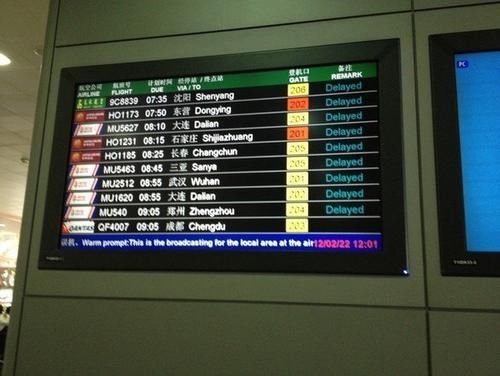 航空公司 航班号 计划时间 经停站 / 终点站 登机口 备注
AIRLINE FLIGHT DUE VIA / TO GATE REMARK
9C8839 07:35 沈阳 Shenyang 206 Delayed
HO1173 07:50 东营 Dongying 202 Delayed
MU5627 08:10 大连 Dalian 204 Delayed
HO1231 08:15 石家庄 Shijiazhuang 201 Delayed
HO1185 08:25 长春 Changchun 205 Delayed
MU5463 08:45 三亚 Sanya 205 Delayed
MU2512 08:55 武汉 Wuhan 201 Delayed
MU1620 08:55 大连 Dalian 202 Delayed
MU540 09:05 郑州 Zhengzhou 204 Delayed
QANTAS QF4007 09:05 成都 Chengdu 203
误机。Warm prompt:This is the broadcasting for the local area at the air 12/02/22 12:01
PC